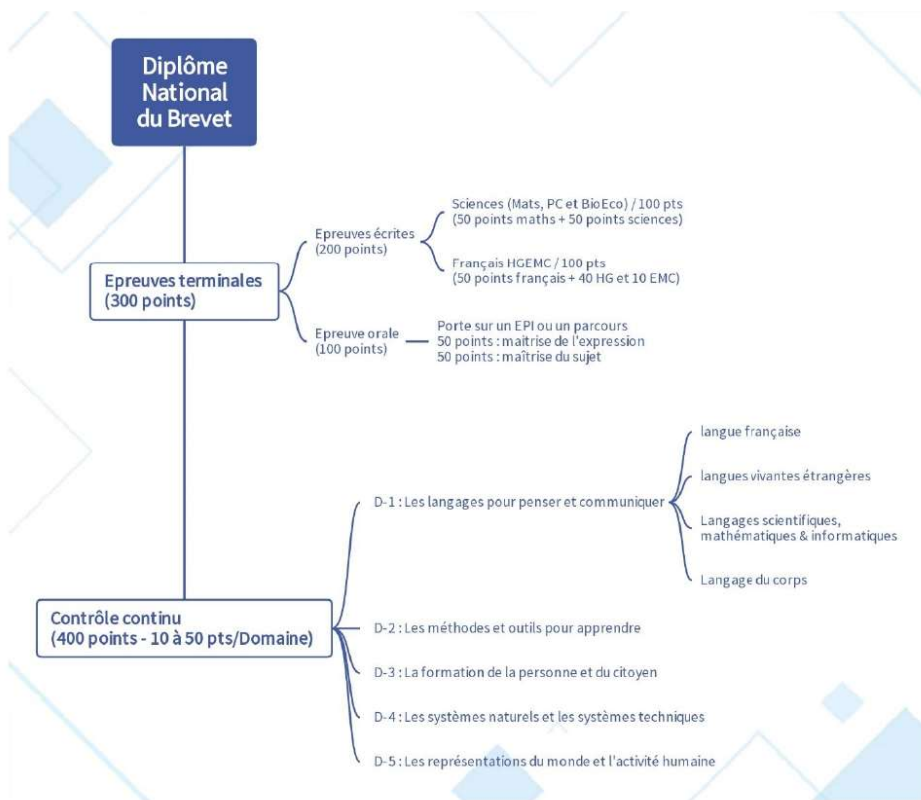 Diplôme
National
du Brevet
Epreuves terminales
(300 points)
Epreuves écrites
(200 points)
Sciences (Mats, PC et BioEco) / 100 pts
(50 points maths + 50 points sciences)
Français HGEMC / 100 pts
(50 points français + 40 HG et 10 EMC)
Epreuve orale
(100 points)
Porte sur un EPI ou un parcours
50 points : maitrise de l'expression
50 points : maîtrise du sujet
Contrôle continu
(400 points - 10 à 50 pts/Domaine)
D-1 : Les langages pour penser et communiquer
langue française
langues vivantes étrangères
Langages scientifiques,
mathématiques & informatiques
Langage du corps
D-2 : Les méthodes et outils pour apprendre
D-3 : La formation de la personne et du citoyen
D-4 : Les systèmes naturels et les systèmes techniques
D-5 : Les représentations du monde et l'activité humaine